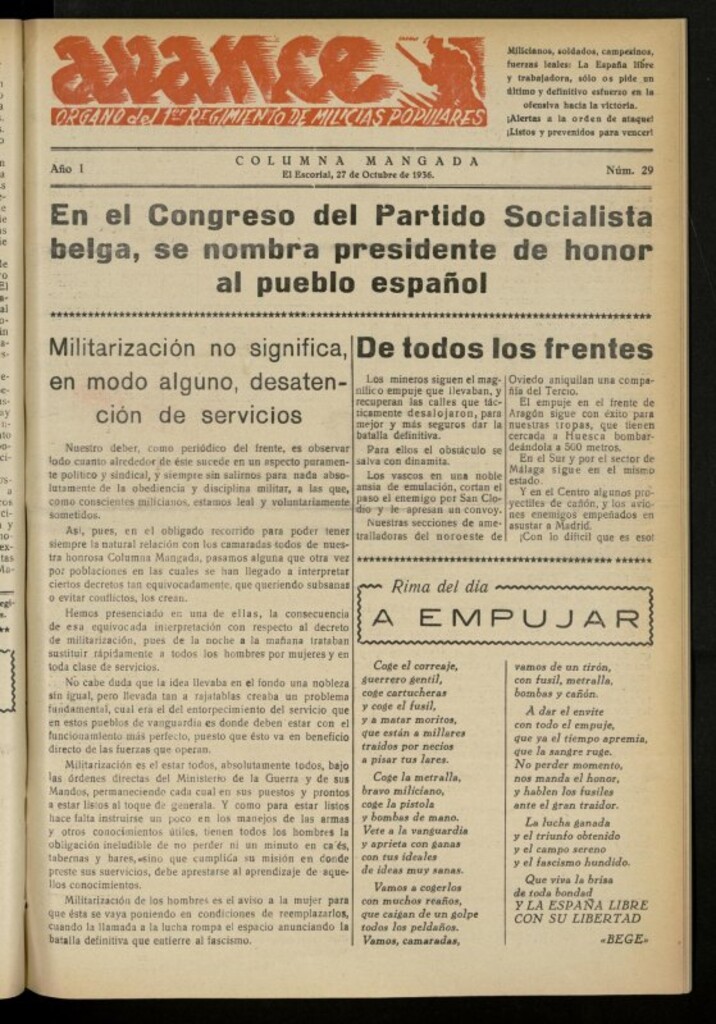 avance
ORGANO del 1er REGIMIENTO DE MILICIAS POPULARES
Milicianos, soldados, campesinos,
fuerzas leales: La España libre
y trabajadora, sólo os pide un
último y definitivo esfuerzo en la
ofensiva hacia la victoria.
¡Alertas a la orden de ataque!
¡Listos y prevenidos para vencer!
Año I
COLUMNA MANGADA
El Escorial, 27 de Octubre de 1936.
Núm. 29
En el Congreso del Partido Socialista
belga, se nombra presidente de honor
al pueblo español
Militarización no significa,
en modo alguno, desaten-
ción de servicios
Nuestro deber, como periódico del frente, es observar
todo cuanto alrededor de éste sucede en un aspecto puramen-
te político y sindical, y siempre sin salirnos para nada abso-
lutamente de la obediencia y disciplina militar, a las que,
como conscientes milicianos, estamos leal y voluntariamente
sometidos.
Así, pues, en el obligado recorrido para poder tener
siempre la natural relación con los camaradas todos de nues-
tra honrosa Columna Mangada, pasamos alguna que otra vez
por poblaciones en las cuales se han llegado a interpretar
ciertos decretos tan equivocadamente, que queriendo subsanar
o evitar conflictos, los crean.
Hemos presenciado en una de ellas, la consecuencia
de esa equivocada interpretación con respecto al decreto
de militarización, pues de la noche a la mañana trataban
sustituir rápidamente a todos los hombres por mujeres y en
toda clase de servicios.
No cabe duda que la idea llevaba en el fondo una nobleza
sin igual, pero llevada tan a rajatablas creaba un problema
fundamental, cual era el del entorpecimiento del servicio que
en estos pueblos de vanguardia es donde deben estar con el
funcionamiento más perfecto, puesto que ésto va en beneficio
directo de las fuerzas que operan.
Militarización es el estar todos, absolutamente todos, bajo
las órdenes directas del Ministerio de la Guerra y de sus
Mandos, permaneciendo cada cual en sus puestos y prontos
a estar listos al toque de generala. Y como para estar listos
hace falta instruirse un poco en los manejos de las armas
y otros conocimientos útiles, tienen todos los hombres la
obligación ineludible de no perder ni un minuto en cafés,
tabernas y bares, sino que cumplida su misión en donde
preste sus suervicios, debe aprestarse al aprendizaje de aque-
llos conocimientos.
Militarización de los hombres es el aviso a la mujer para
que ésta se vaya poniendo en condiciones de reemplazarlos,
cuando la llamada a la lucha rompa el espacio anunciando la
batalla definitiva que entierre al fascismo.
De todos los frentes
Los mineros siguen el mag-
nífico empuje que llevaban, y
recuperan las calles que tác-
ticamente desalojaron, para
mejor y más seguros dar la
batalla definitiva.
Para ellos el obstáculo se
salva con dinamita.
Los vascos en una noble
ansia de emulación, cortan el
paso al enemigo por San Clo-
dio y le apresan un convoy.
Nuestras secciones de ame-
tralladoras del noroeste de
Oviedo aniquilan una compa-
ñía del Tercio.
El empuje en el frente de
Aragón sigue con éxito para
nuestras tropas, que tienen
cercada a Huesca bombar-
deándola a 500 metros.
En el Sur y por el sector de
Málaga sigue en el mismo
estado.
Y en el Centro algunos pro-
yectiles de cañón, y los avio-
nes enemigos empeñados en
asustar a Madrid.
¡Con lo difícil que es eso!
Rima del día
A EMPUJAR
Coge el correaje,
guerrero gentil,
coge cartucheras
y coge el fusil,
y a matar moritos,
que están a millares
traídos por necios
a pisar tus lares.
Coge la metralla,
bravo miliciano,
coge la pistola
y bombas de mano.
Vete a la vanguardia
y aprieta con ganas
con tus ideales
de ideas muy sanas.
Vamos a cogerlos
con muchos reaños,
que caigan de un golpe
todos los peldaños.
Vamos, camaradas,
vamos de un tirón,
con fusil, metralla,
bombas y cañón.
A dar el envite
con todo el empuje,
que ya el tiempo apremia,
que la sangre ruge.
No perder momento,
nos manda el honor,
y hablen los fusiles
ante el gran traidor.
La lucha ganada
y el triunfo obtenido
y el campo sereno
y el fascismo hundido.
Que viva la brisa
de toda bondad
Y LA ESPAÑA LIBRE
CON SU LIBERTAD
«BEGE»